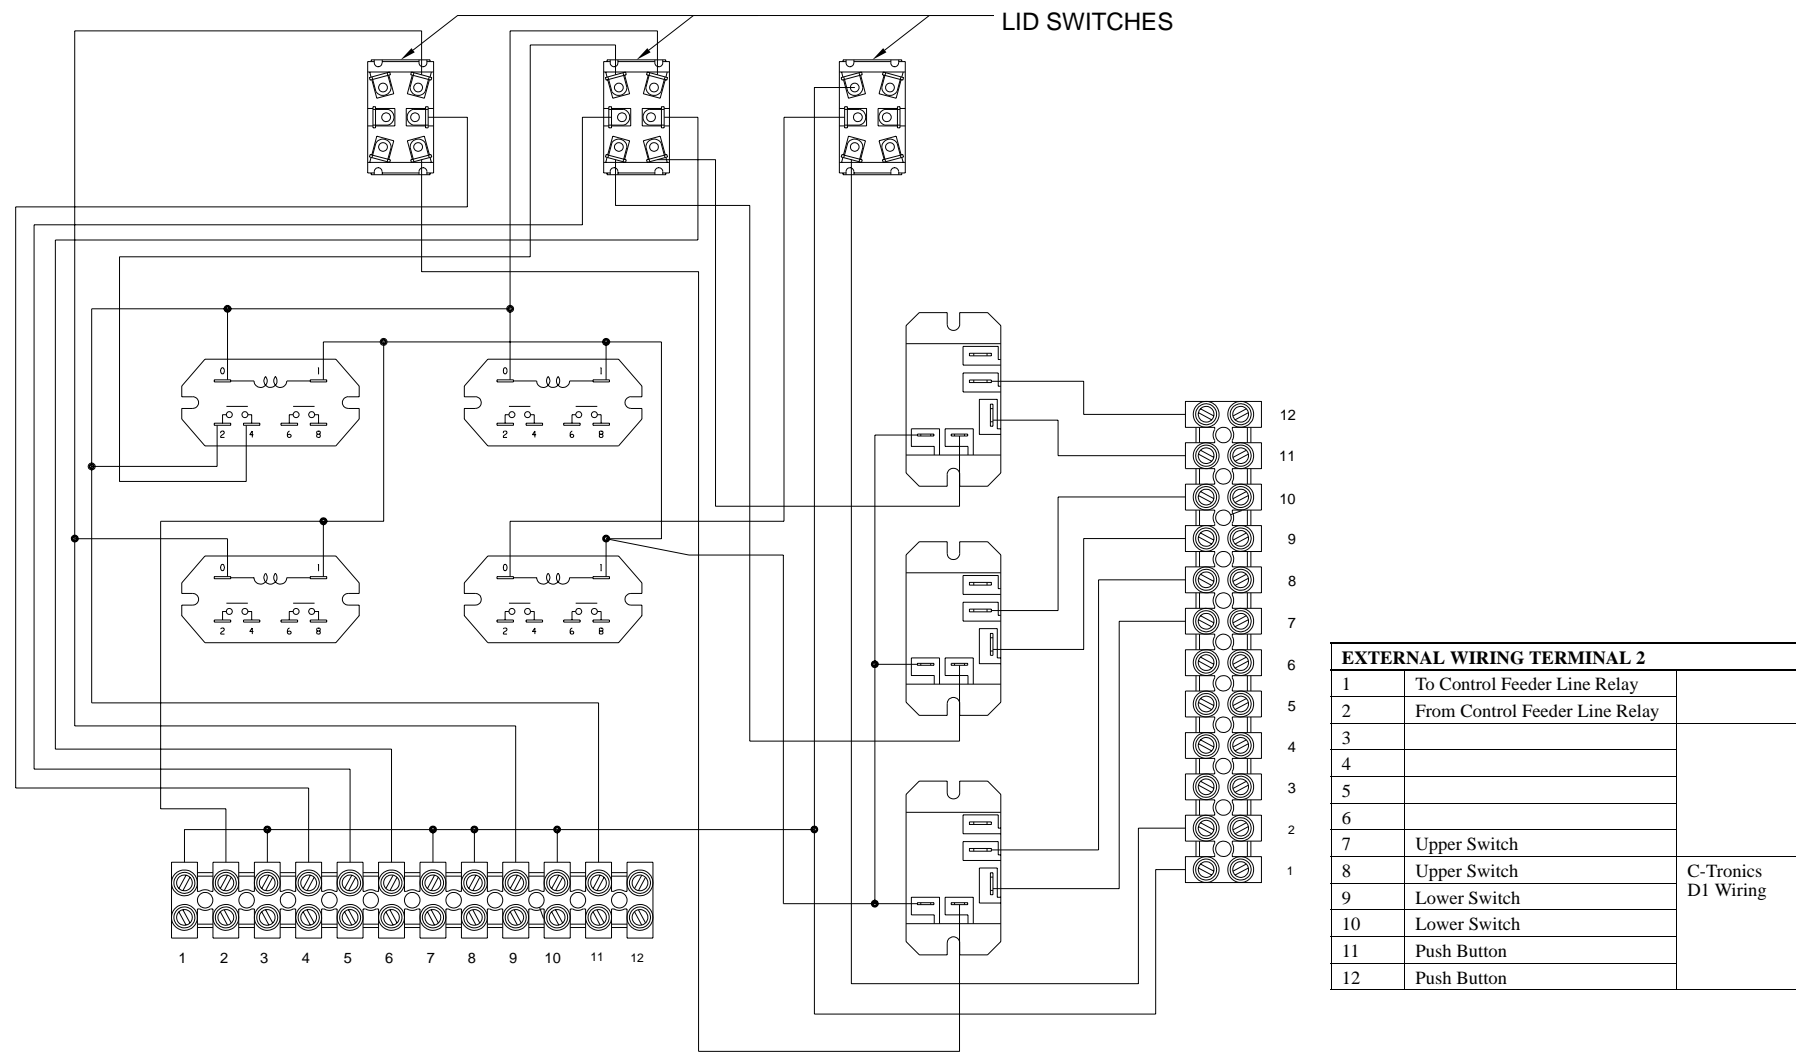 LID SWITCHES
0 1
2 4 6 8
0 1
2 4 6 8
0 1
2 4 6 8
0 1
2 4 6 8
12
11
10
9
8
7
6
5
4
3
2
1
1 2 3 4 5 6 7 8 9 10 11 12
EXTERNAL WIRING TERMINAL 2
1 To Control Feeder Line Relay
2 From Control Feeder Line Relay
3
4
5
6
7 Upper Switch
8 Upper Switch C-Tronics
9 Lower Switch D1 Wiring
10 Lower Switch
11 Push Button
12 Push Button